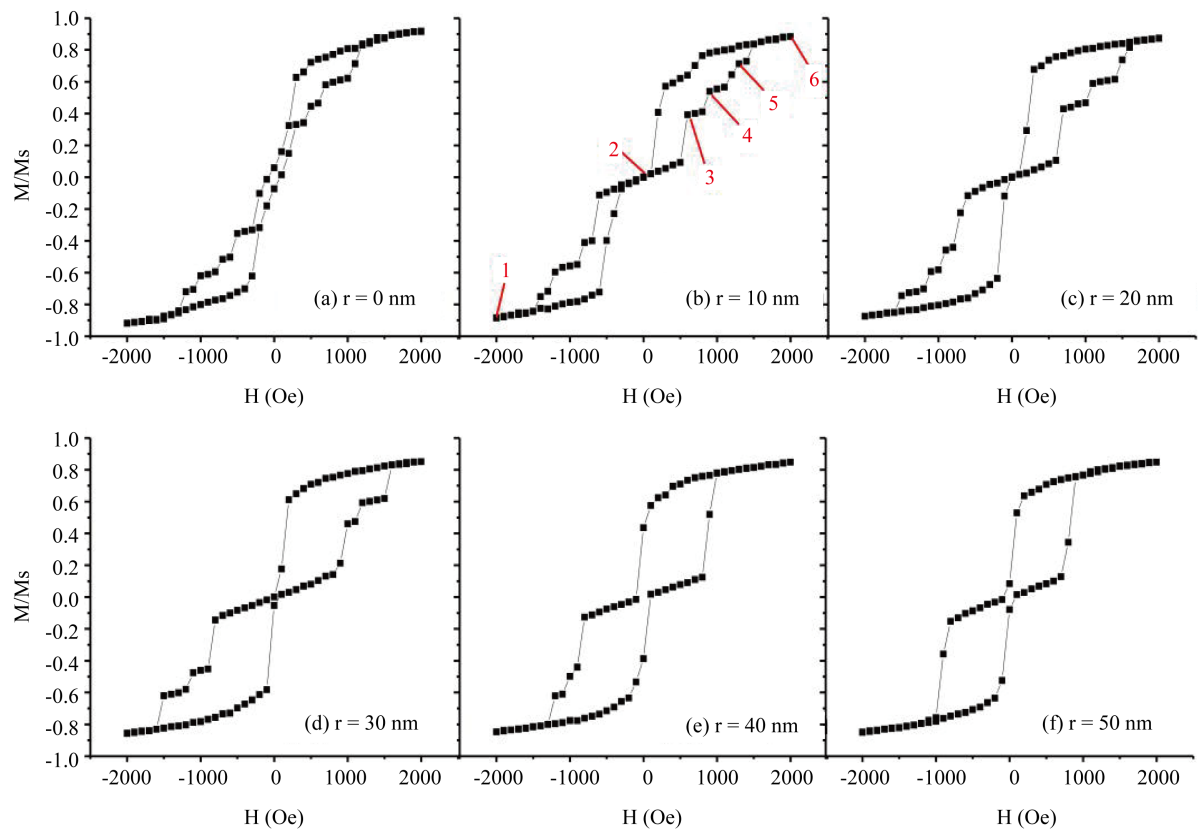 1.0
0.8
0.6
0.4
0.2
0.0
-0.2
-0.4
-0.6
-0.8
-1.0
M/Ms
(a) r = 0 nm
1
2
3
4
5
6
(b) r = 10 nm
(c) r = 20 nm
-2000 -1000 0 1000 2000
-2000 -1000 0 1000 2000
-2000 -1000 0 1000 2000
H (Oe)
H (Oe)
H (Oe)
1.0
0.8
0.6
0.4
0.2
0.0
-0.2
-0.4
-0.6
-0.8
-1.0
M/Ms
(d) r = 30 nm
(e) r = 40 nm
(f) r = 50 nm
-2000 -1000 0 1000 2000
-2000 -1000 0 1000 2000
-2000 -1000 0 1000 2000
H (Oe)
H (Oe)
H (Oe)